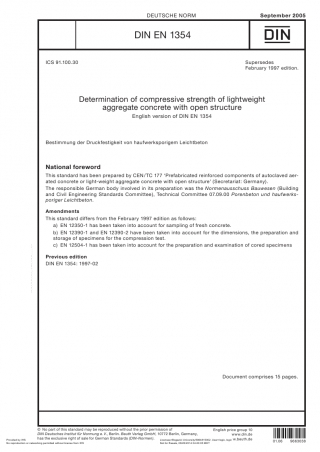 DEUTSCHE NORM
September 2005
DIN EN 1354
DIN
ICS 91.100.30
Supersedes
February 1997 edition.
Determination of compressive strength of lightweight
aggregate concrete with open structure
English version of DIN EN 1354
Bestimmung der Druckfestigkeit von haufwerksporigem Leichtbeton
National foreword
This standard has been prepared by CEN/TC 177 'Prefabricated reinforced components of autoclaved aer-
ated concrete or light-weight aggregate concrete with open structure' (Secretariat: Germany).
The responsible German body involved in its preparation was the Normenausschuss Bauwesen (Building
and Civil Engineering Standards Committee), Technical Committee 07.08.00 Porenbeton und haufwerks-
poriger Leichtbeton.
Amendments
This standard differs from the February 1997 edition as follows:
a) EN 12350-1 has been taken into account for sampling of fresh concrete.
b) EN 12390-1 and EN 12390-2 have been taken into account for the dimensions, the preparation and
storage of specimens for the compression test.
c) EN 12504-1 has been taken into account for the preparation and examination of cored specimens
Previous edition
DIN EN 1354: 1997-02
Document comprises 15 pages.
© No part of this standard may be reproduced without the prior permission of
DIN Deutsches Institut für Normung e. V., Berlin. Beuth Verlag GmbH, 10772 Berlin, Germany,
has the exclusive right of sale for German Standards (DIN-Normen).
English price group 10
www.din.de
www.beuth.de